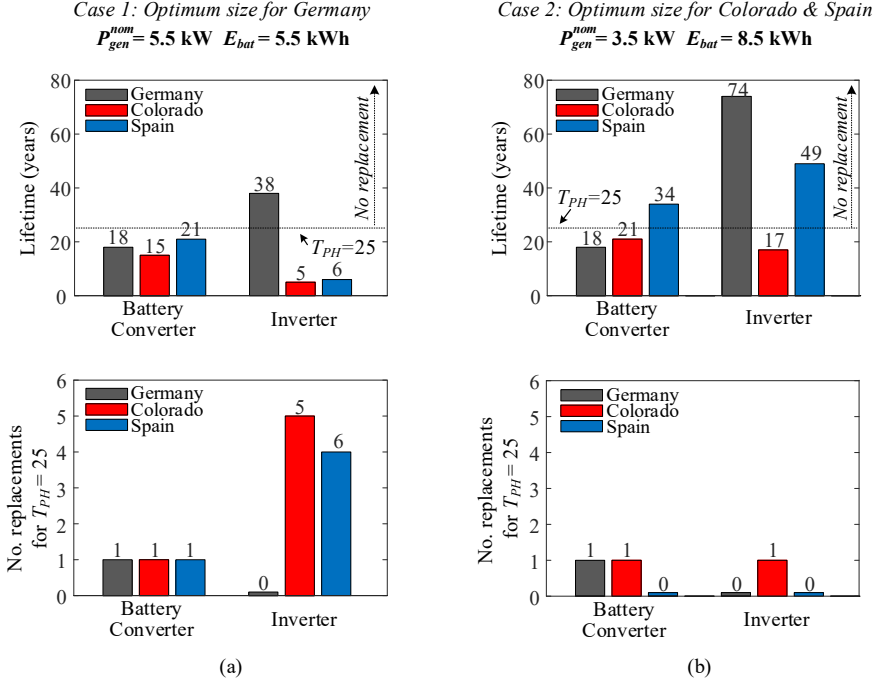 Case 1: Optimum size for Germany
P_gen^nom = 5.5 kW E_bat = 5.5 kWh
80
60
40
20
0
Lifetime (years)
Germany
Colorado
Spain
No replacement
18
15
21
38
5
6
T_PH=25
Battery
Converter
Inverter
6
5
4
3
2
1
0
No. replacements
for T_PH = 25
Germany
Colorado
Spain
1
1
1
0
5
6
Battery
Converter
Inverter
(a)
Case 2: Optimum size for Colorado & Spain
P_gen^nom = 3.5 kW E_bat = 8.5 kWh
80
60
40
20
0
Lifetime (years)
Germany
Colorado
Spain
No replacement
T_PH=25
18
21
34
74
17
49
Battery
Converter
Inverter
6
5
4
3
2
1
0
No. replacements
for T_PH = 25
Germany
Colorado
Spain
1
1
0
0
1
0
Battery
Converter
Inverter
(b)